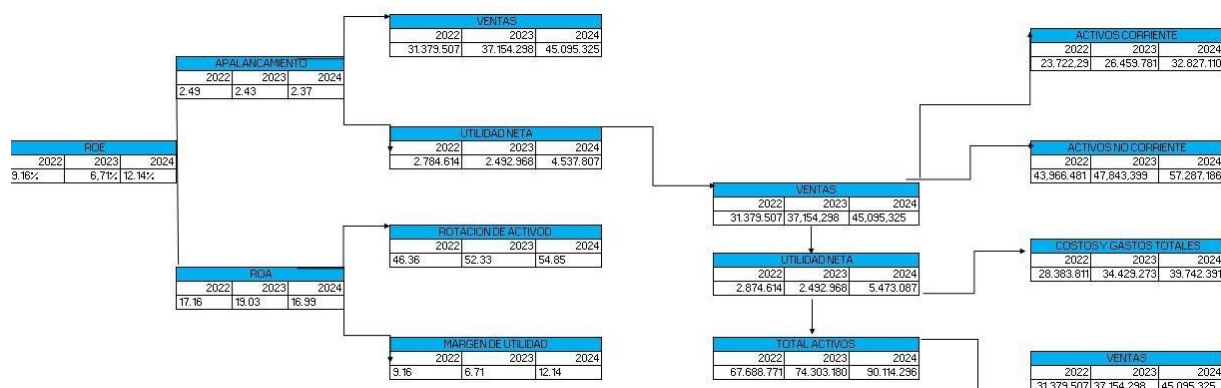 VENTAS
2022 2023 2024
31.379.507 37.154.298 45.095.325
ACTIVOS CORRIENTE
2022 2023 2024
23.722,29 26.459.781 32.827.110
APALANCAMIENTO
2022 2023 2024
2.49 2.43 2.37
UTILIDAD NETA
2022 2023 2024
2.784.614 2.492.968 4.537.807
ROE
2022 2023 2024
9.16% 6,71% 12.14%
ACTIVOS NO CORRIENTE
2022 2023 2024
43,966.481 47,843,399 57.287.186
VENTAS
2022 2023 2024
31.379.507 37,154,298 45,095,325
ROTACION DE ACTIVOD
2022 2023 2024
46.36 52.33 54.85
UTILIDAD NETA
2022 2023 2024
2.874.614 2.492.968 5.473.087
COSTOS Y GASTOS TOTALES
2022 2023 2024
28.383.811 34.429.273 39.742.391
ROA
2022 2023 2024
17.16 19.03 16.99
MARGEN DE UTILIDAD
2022 2023 2024
9.16 6.71 12.14
TOTAL ACTIVOS
2022 2023 2024
67.688.771 74.303.180 90.114.296
VENTAS
2022 2023 2024
31.379.507 37.154.298 45.095.325